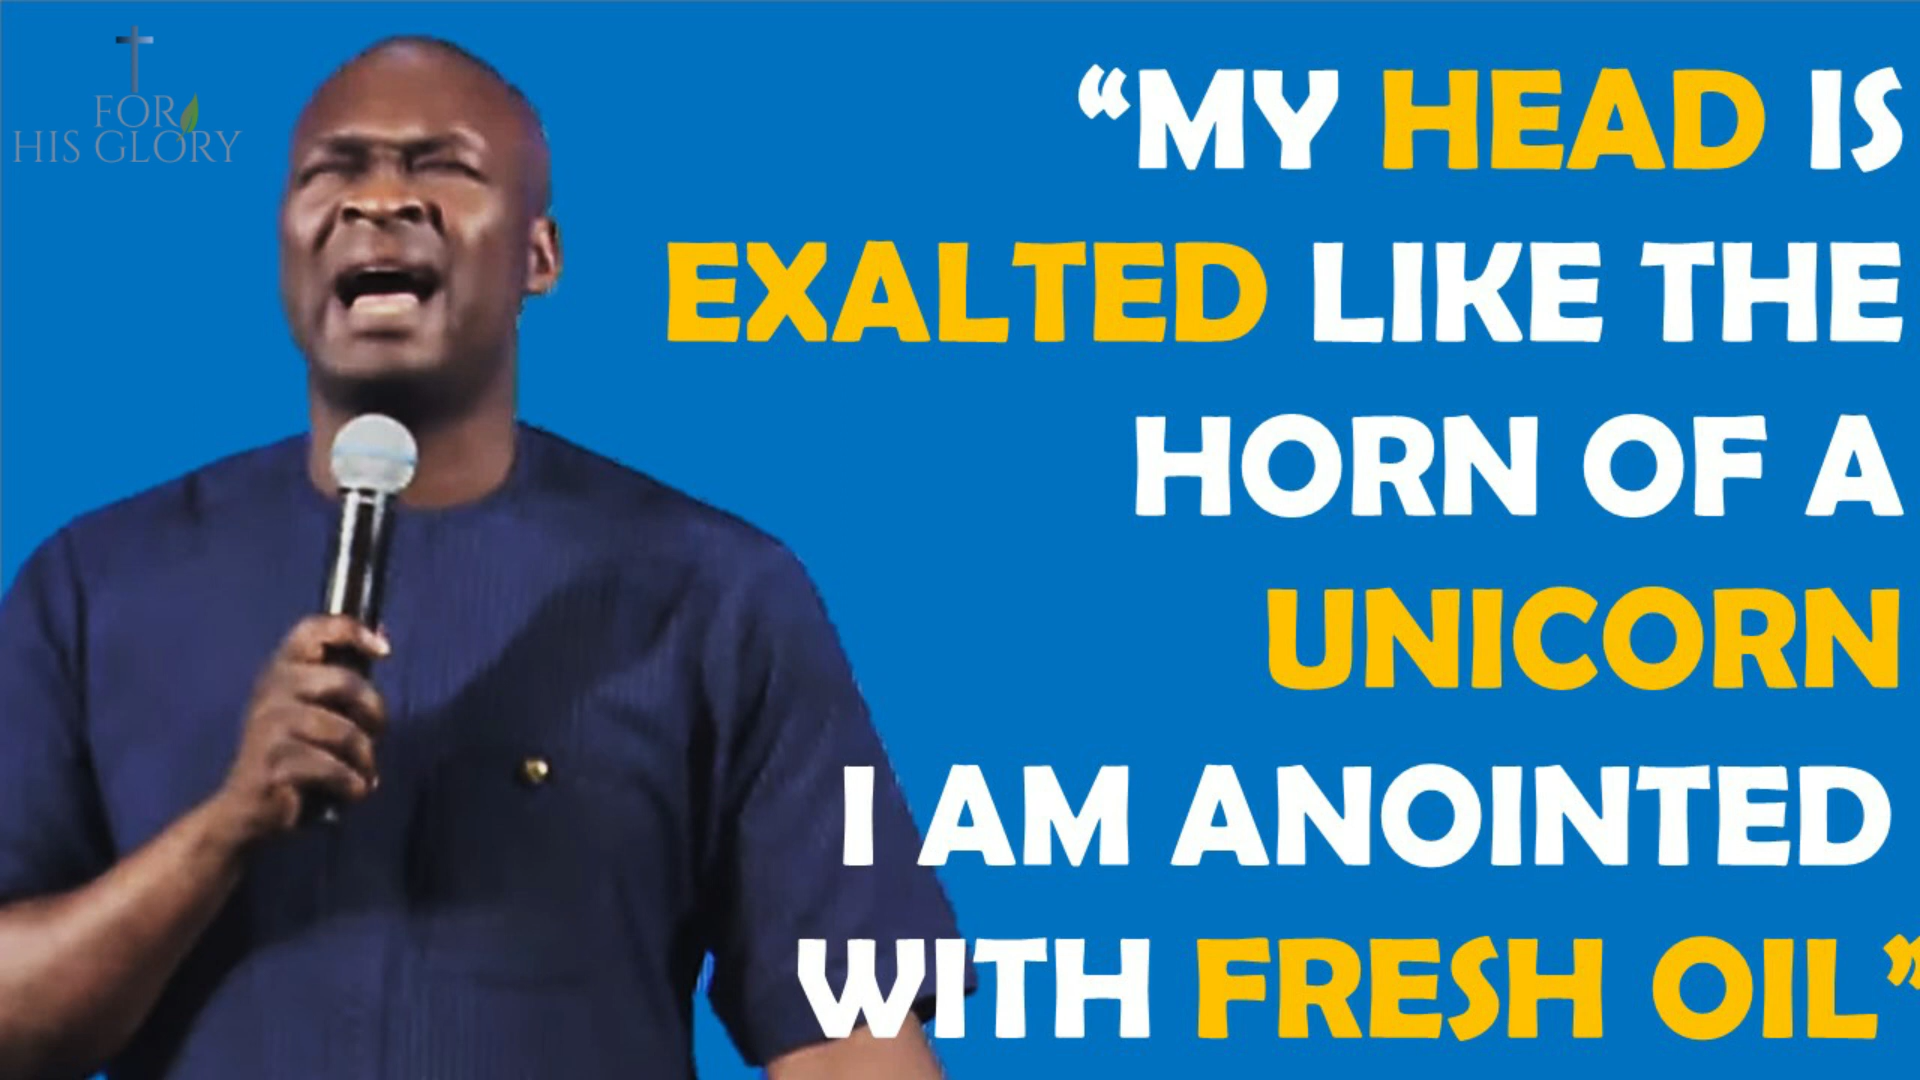 FOR
HIS GLORY
“MY HEAD IS
EXALTED LIKE THE
HORN OF A
UNICORN
I AM ANOINTED
WITH FRESH OIL”